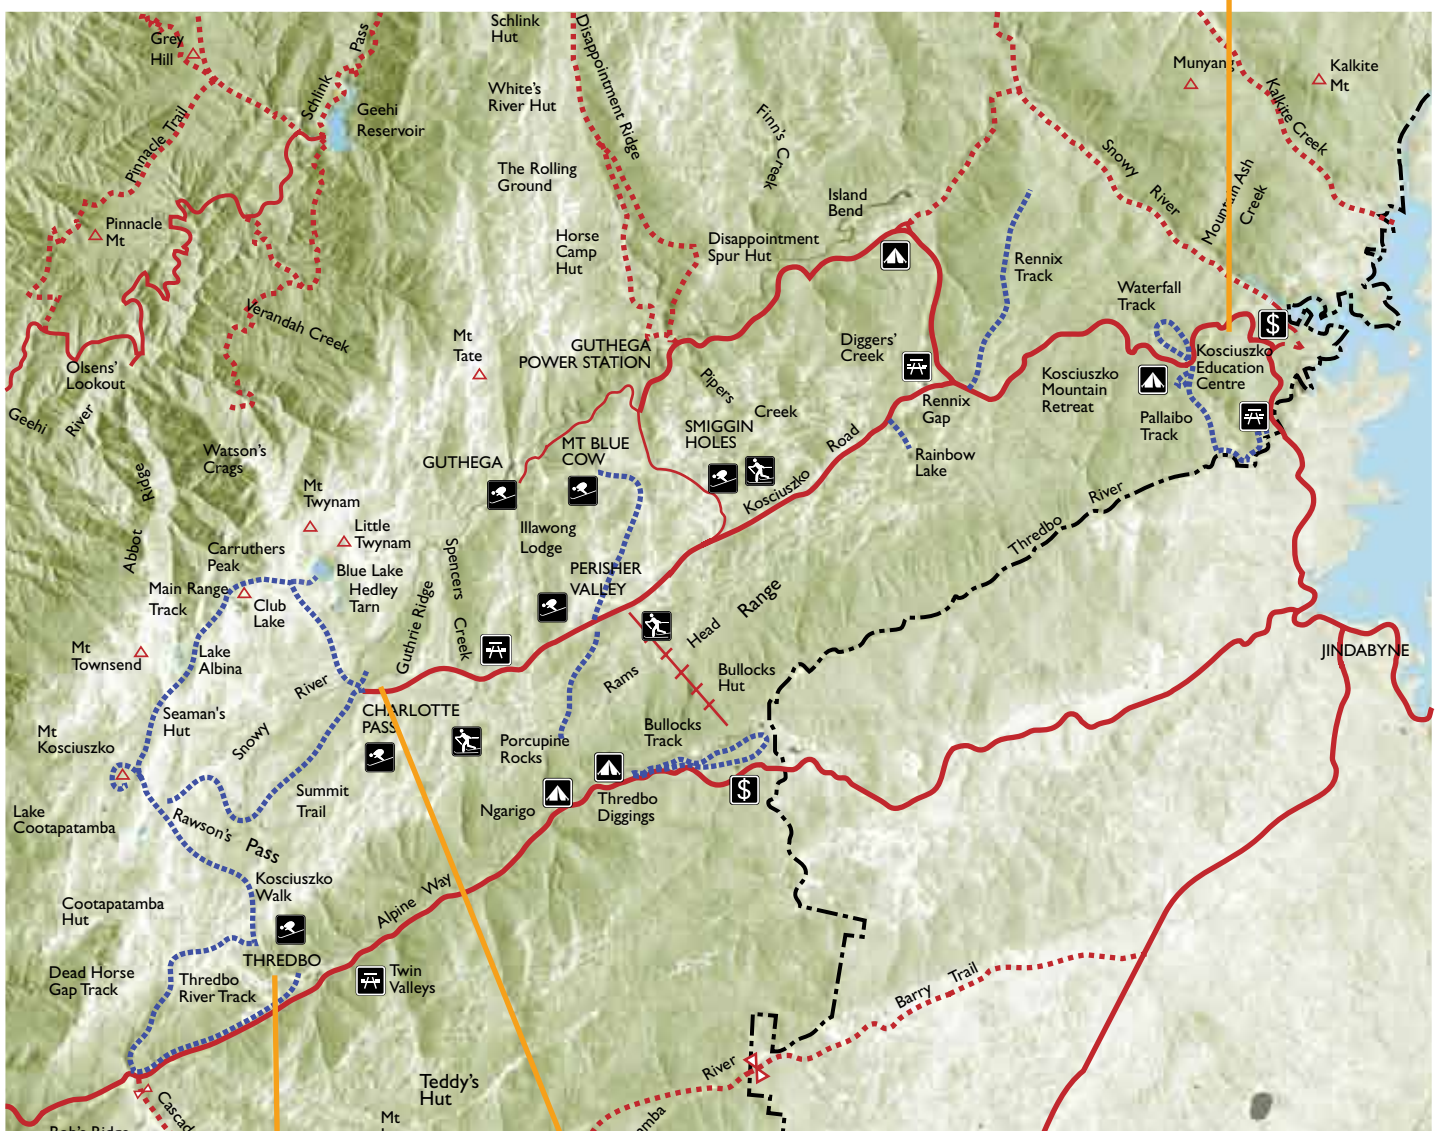 Schlink
Hut
Disappointment Ridge
Grey
Hill
Schlink
Pass
Munyang
Kalkite
Mt
White's
River Hut
Geehi
Reservoir
Finn's Creek
Kalkite Creek
Pinnacle Trail
Snowy River
The Rolling
Ground
Mountain Ash
Creek
Island
Bend
Pinnacle
Mt
Horse
Camp
Hut
Disappointment
Spur Hut
Rennix
Track
Waterfall
Track
Verandah Creek
Mt
Tate
GUTHEGA
POWER STATION
Diggers'
Creek
$
Kosciuszko
Education
Centre
Olsens'
Lookout
Geehi
River
Pipers
Creek
Kosciuszko
Mountain
Retreat
Rennix
Gap
Pallaibo
Track
SMIGGIN
HOLES
MT BLUE
COW
Watson's
Crags
GUTHEGA
Kosciuszko
Road
Rainbow
Lake
Abbot
Ridge
Mt
Twynam
Thredbo
River
Little
Twynam
Illawong
Lodge
Carruthers
Peak
Spencers
Creek
Blue Lake
Hedley
Tarn
PERISHER
VALLEY
Main Range
Track
Club
Lake
Guthrie Ridge
Rams
Head
Range
Mt
Townsend
Lake
Albina
JINDABYNE
Bullocks
Hut
Snowy
River
Seaman's
Hut
CHARLOTTE
PASS
Bullocks
Track
Mt
Kosciuszko
Porcupine
Rocks
Summit
Trail
Ngarigo
Thredbo
Diggings
$
Lake
Cootapatamba
Rawson's
Pass
Kosciuszko
Walk
Alpine
Way
Cootapatamba
Hut
THREDBO
Dead Horse
Gap Track
Thredbo
River Track
Twin
Valleys
Barry
Trail
River
Teddy's
Hut
Mt
amba
Cascad
Bob's Ridge